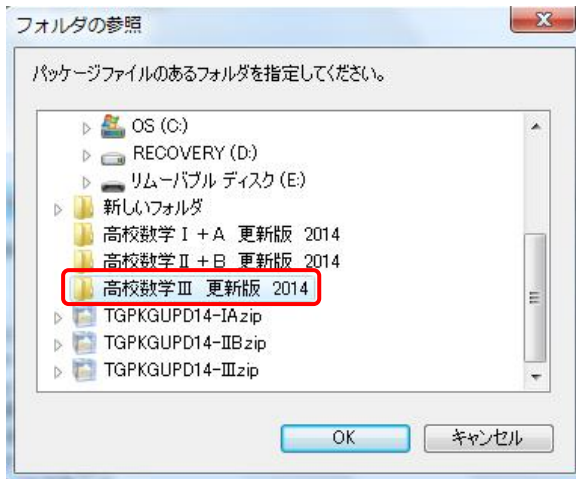 フォルダの参照
パッケージファイルのあるフォルダを指定してください。
OS (C:)
RECOVERY (D:)
リムーバブル ディスク (E:)
新しいフォルダ
高校数学Ⅰ+A 更新版 2014
高校数学Ⅱ+B 更新版 2014
高校数学Ⅲ 更新版 2014
TGPKGUPD14-ⅠAzip
TGPKGUPD14-ⅡBzip
TGPKGUPD14-Ⅲzip
OK
キャンセル